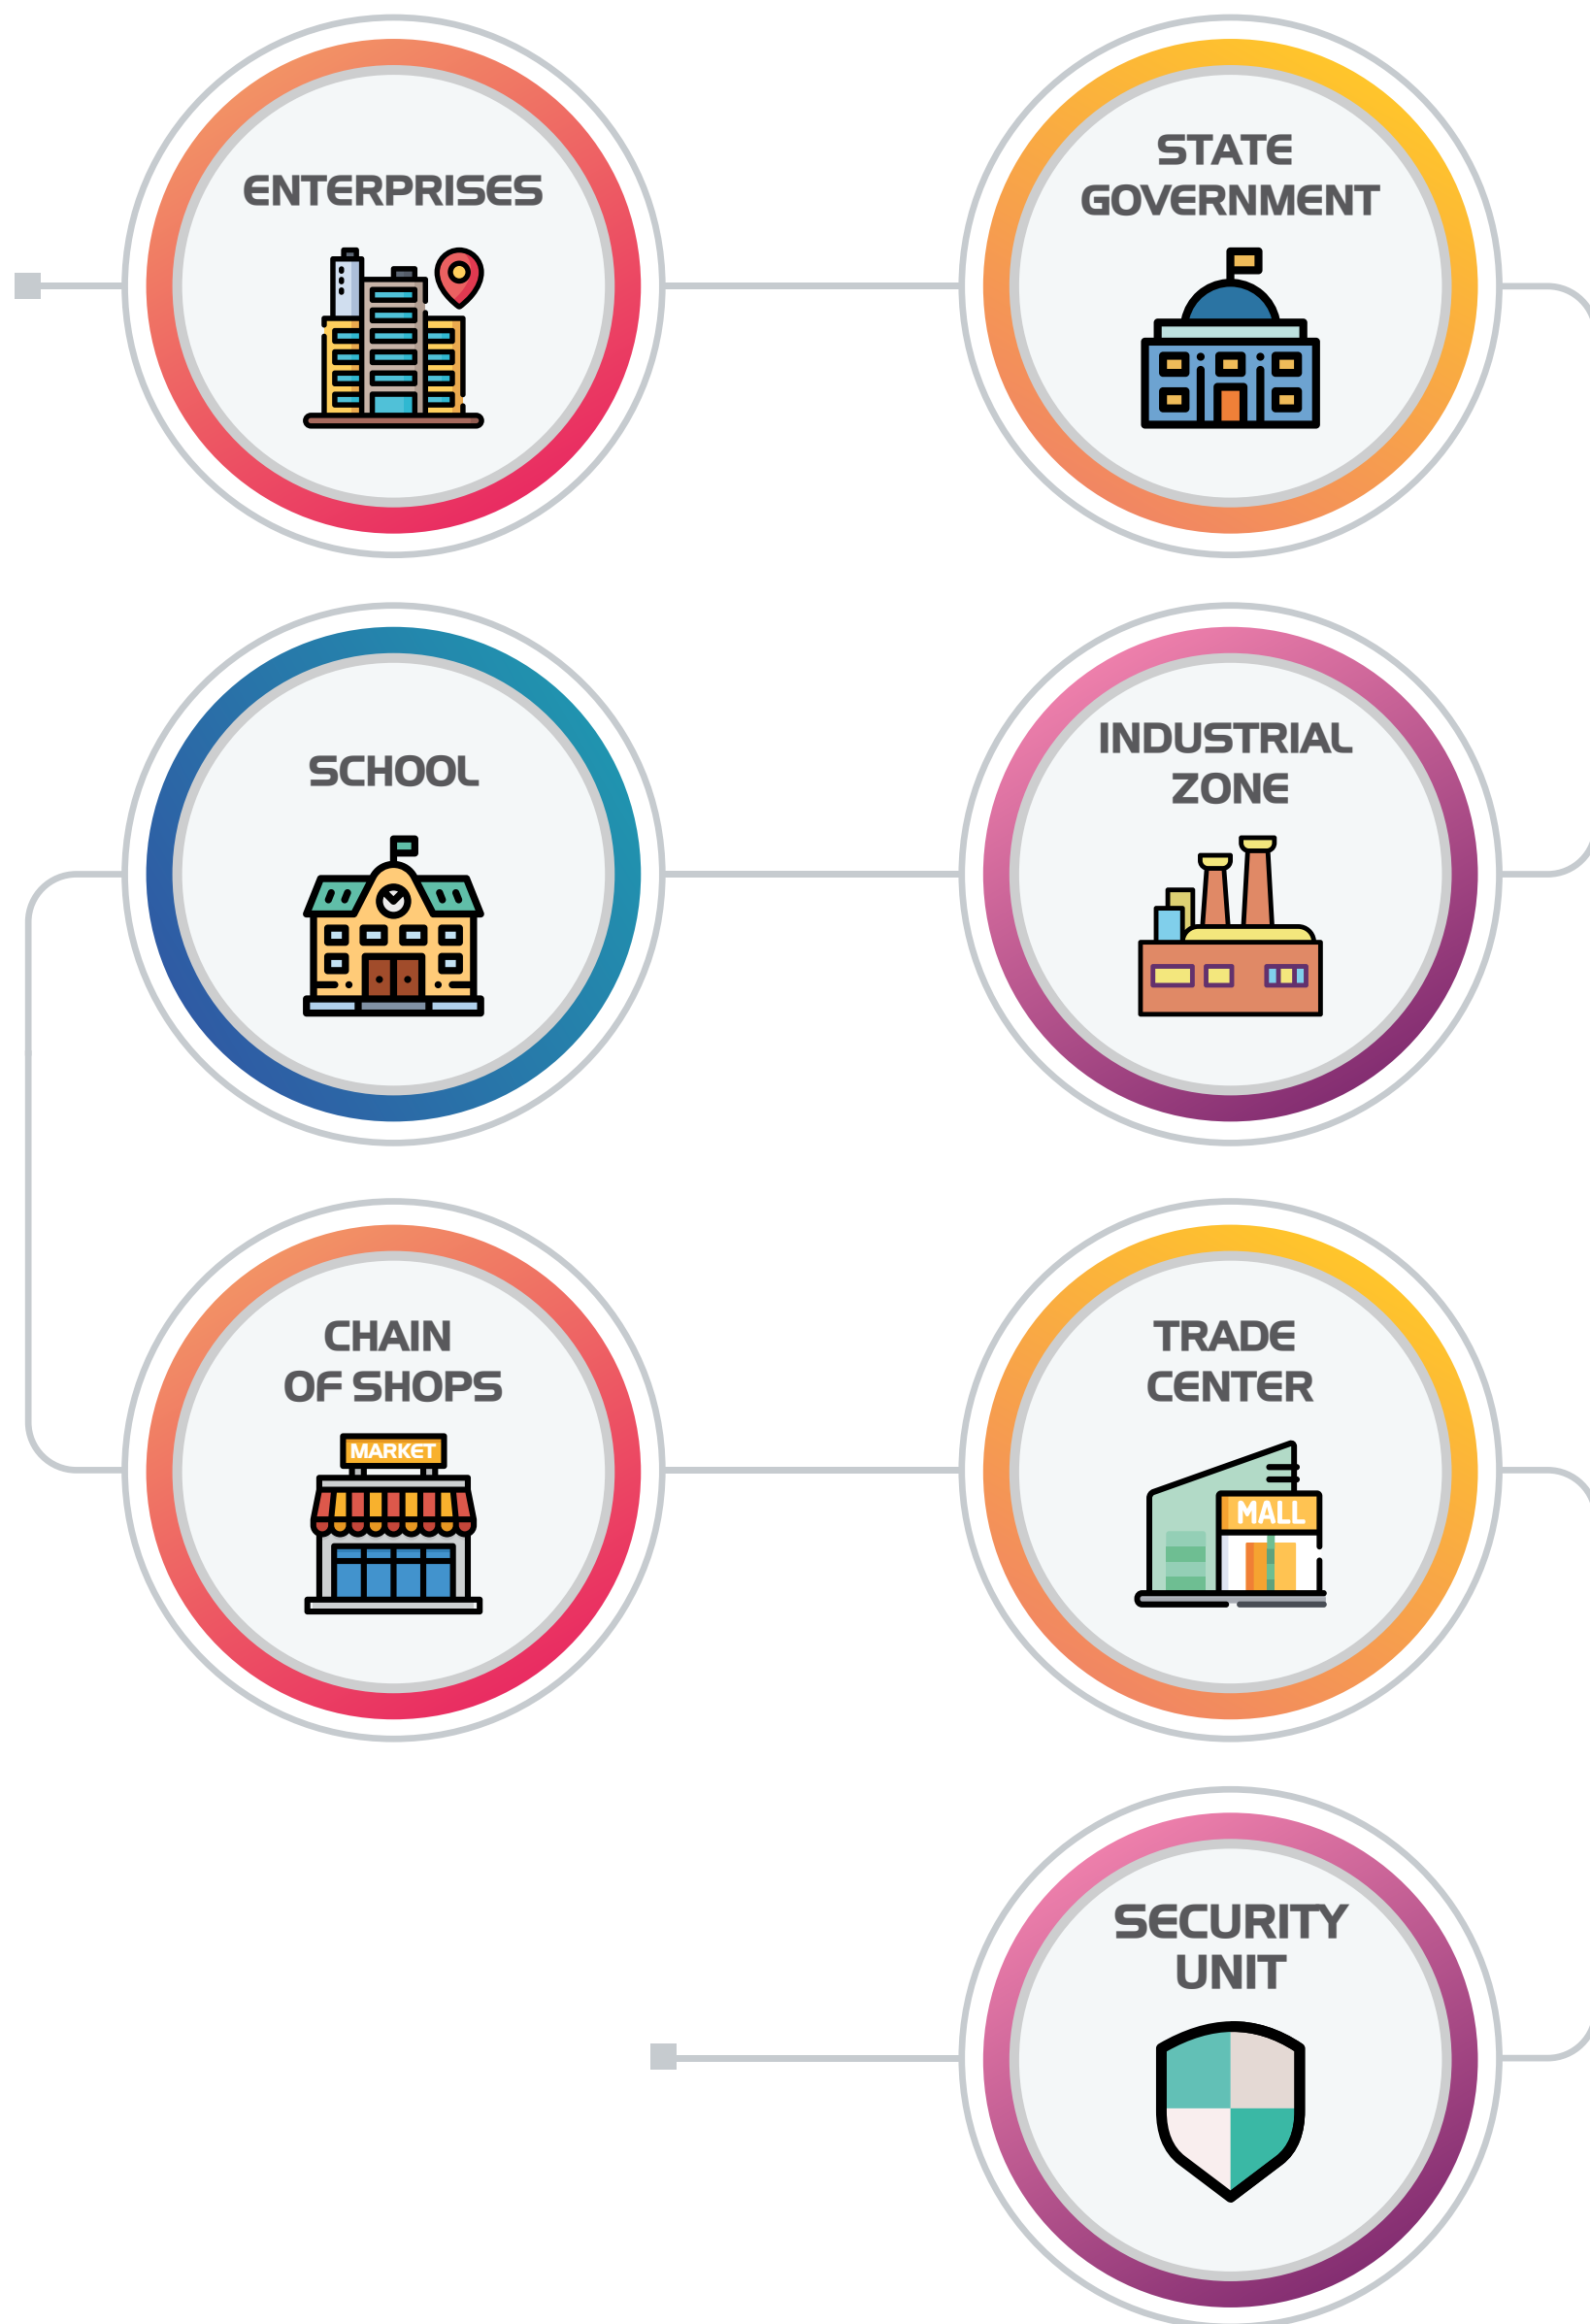 ENTERPRISES
STATE
GOVERNMENT
SCHOOL
INDUSTRIAL
ZONE
CHAIN
OF SHOPS
MARKET
TRADE
CENTER
MALL
SECURITY
UNIT